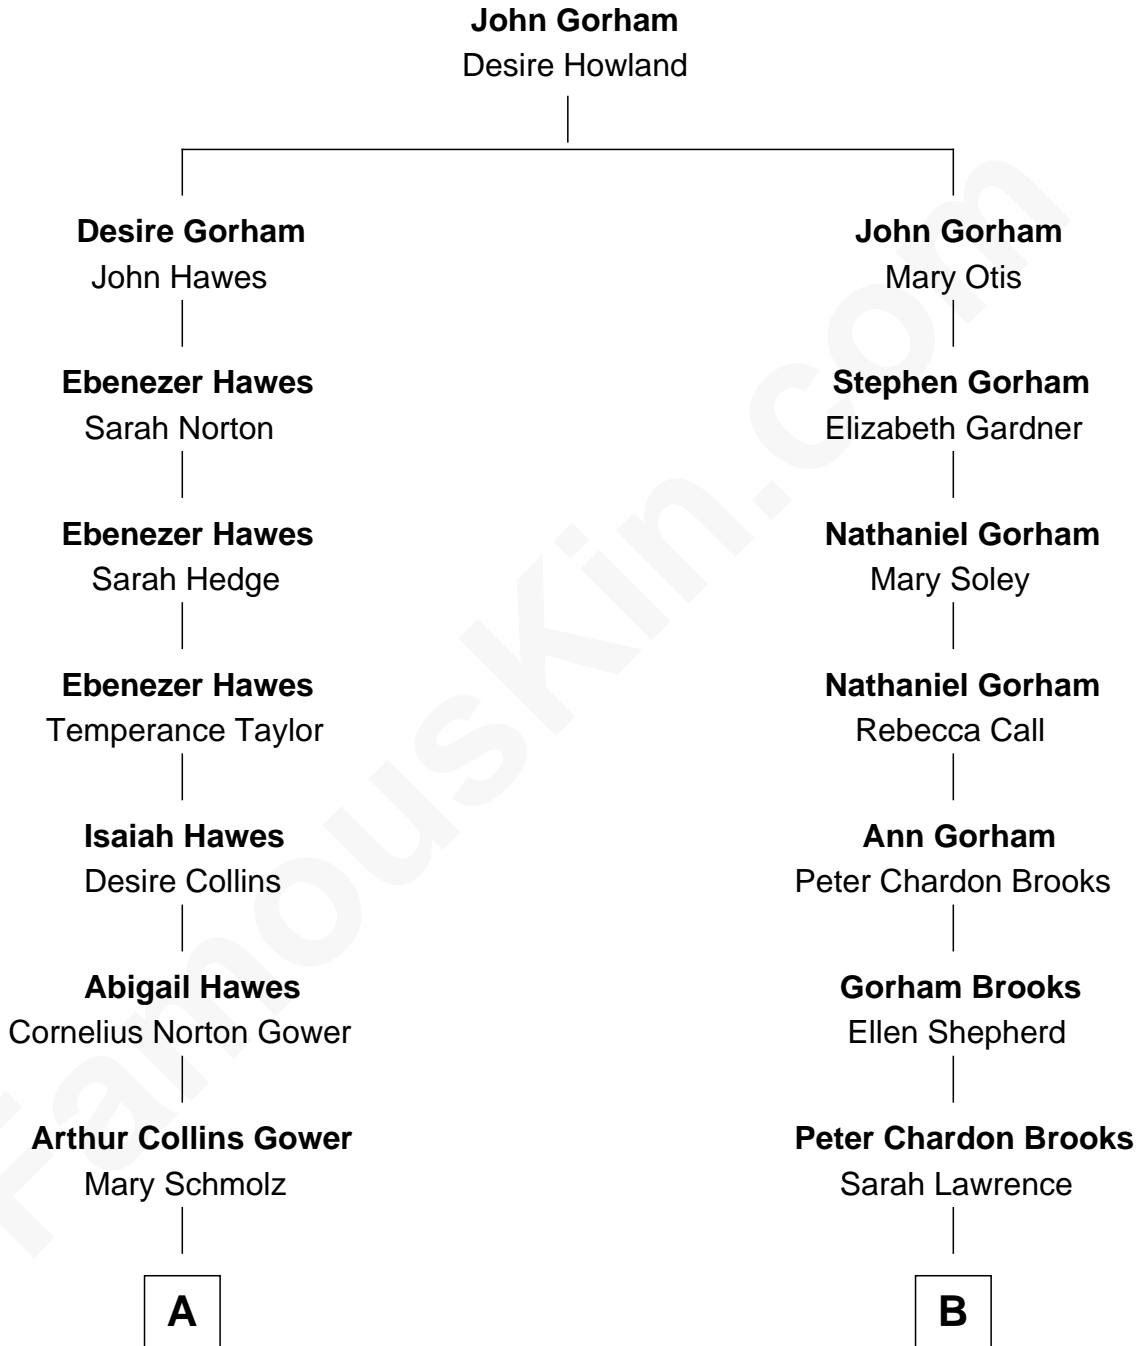 John Gorham
Desire Howland
Desire Gorham
John Hawes
John Gorham
Mary Otis
Ebenezer Hawes
Sarah Norton
Stephen Gorham
Elizabeth Gardner
Ebenezer Hawes
Sarah Hedge
Nathaniel Gorham
Mary Soley
Ebenezer Hawes
Temperance Taylor
Nathaniel Gorham
Rebecca Call
Isaiah Hawes
Desire Collins
Ann Gorham
Peter Chardon Brooks
Abigail Hawes
Cornelius Norton Gower
Gorham Brooks
Ellen Shepherd
Arthur Collins Gower
Mary Schmolz
Peter Chardon Brooks
Sarah Lawrence
A
B
FamousKin.com